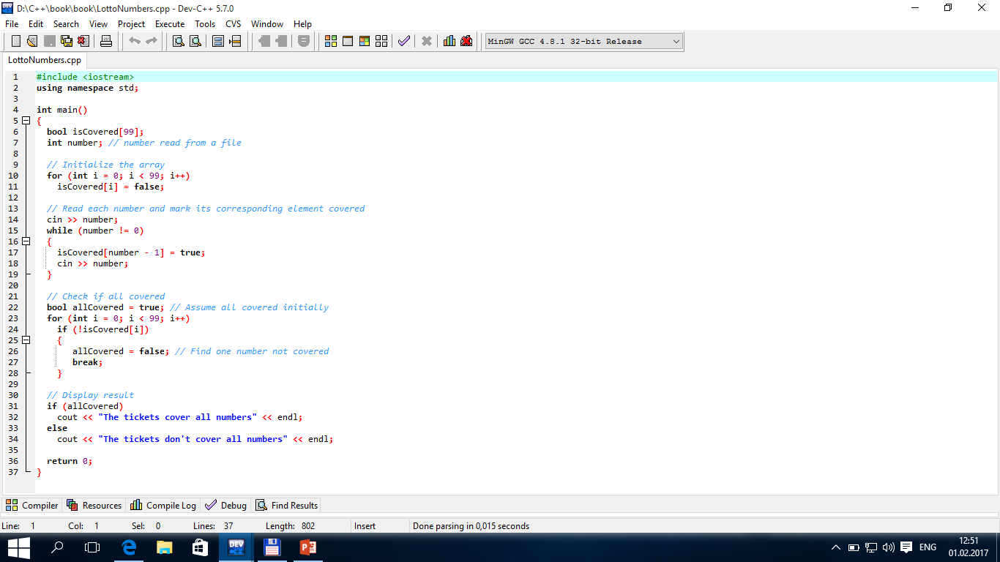 D:\C++\book\book\LottoNumbers.cpp - Dev-C++ 5.7.0
File Edit Search View Project Execute Tools CVS Window Help
MinGW GCC 4.8.1 32-bit Release
LottoNumbers.cpp
1 #include <iostream>
2 using namespace std;
3
4 int main()
5 {
6 bool isCovered[99];
7 int number; // number read from a file
8
9 // Initialize the array
10 for (int i = 0; i < 99; i++)
11 isCovered[i] = false;
12
13 // Read each number and mark its corresponding element covered
14 cin >> number;
15 while (number != 0)
16 {
17 isCovered[number - 1] = true;
18 cin >> number;
19 }
20
21 // Check if all covered
22 bool allCovered = true; // Assume all covered initially
23 for (int i = 0; i < 99; i++)
24 if (!isCovered[i])
25 {
26 allCovered = false; // Find one number not covered
27 break;
28 }
29
30 // Display result
31 if (allCovered)
32 cout << "The tickets cover all numbers" << endl;
33 else
34 cout << "The tickets don't cover all numbers" << endl;
35
36 return 0;
37 }
Compiler Resources Compile Log Debug Find Results
Line: 1 Col: 1 Sel: 0 Lines: 37 Length: 802 Insert Done parsing in 0,015 seconds
DEV C++ P ENG 12:51
01.02.2017